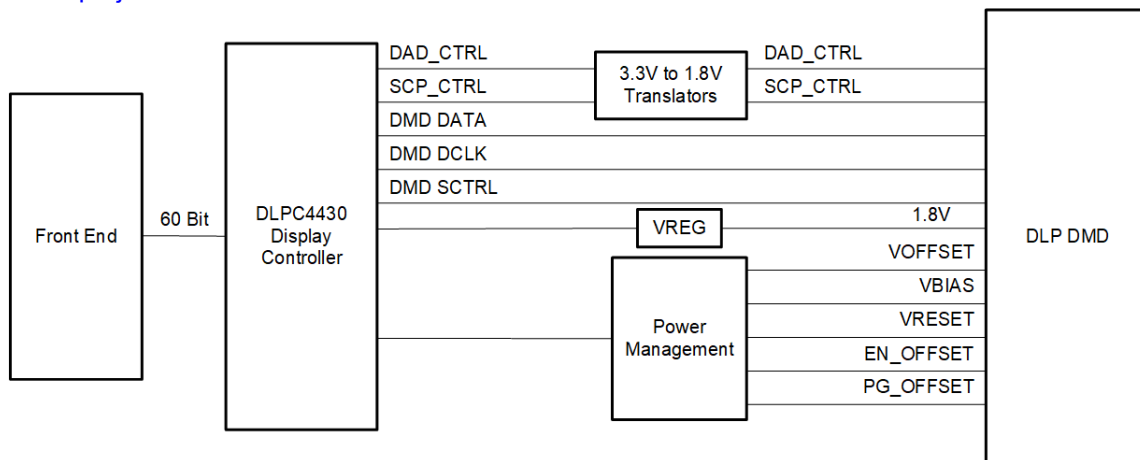 DAD_CTRL
DAD_CTRL
3.3V to 1.8V
Translators
SCP_CTRL
SCP_CTRL
DMD DATA
DMD DCLK
DMD SCTRL
60 Bit
Front End
DLPC4430
Display
Controller
VREG
1.8V
DLP DMD
VOFFSET
VBIAS
Power
Management
VRESET
EN_OFFSET
PG_OFFSET